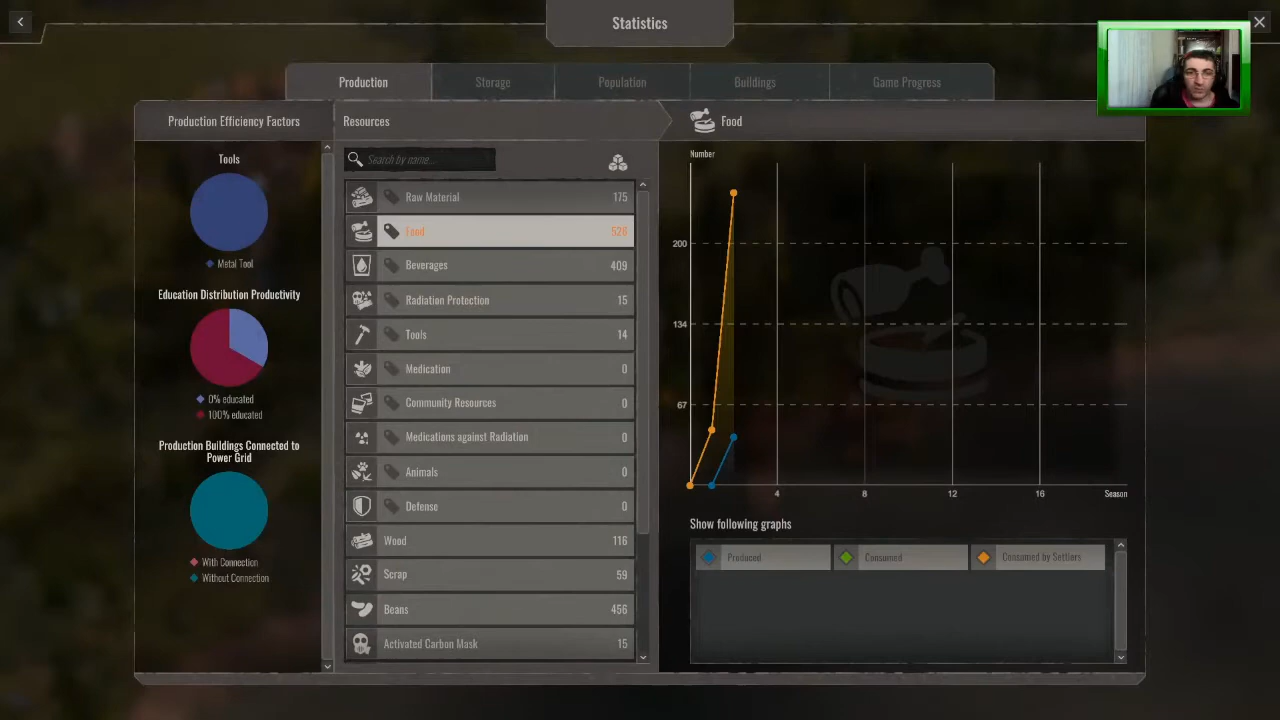 Statistics
Production
Storage
Population
Buildings
Game Progress
Production Efficiency Factors
Tools
Metal Tool
Education Distribution Productivity
0% educated
100% educated
Production Buildings Connected to
Power Grid
With Connection
Without Connection
Resources
Search by name...
Raw Material 175
Food 526
Beverages 409
Radiation Protection 15
Tools 14
Medication 0
Community Resources 0
Medications against Radiation 0
Animals 0
Defense 0
Wood 116
Scrap 59
Beans 456
Activated Carbon Mask 15
Food
Number
200
134
67
4 8 12 16 Season
Show following graphs
Produced Consumed Consumed by Settlers